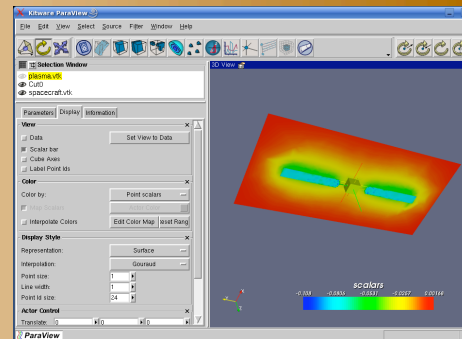 Kitware ParaView
File Edit View Select Source Filter Window Help
Selection Window
plasma.vtk
Cut0
spacecraft.vtk
Parameters Display Information
View
Data
Set View to Data
Scalar bar
Cube Axes
Label Point Ids
Color
Color by:
Point scalars
Interpolate Colors
Edit Color Map
eset Rang
Display Style
Representation:
Surface
Interpolation:
Gouraud
Point size:
1
Line width:
1
Point Id size:
24
Actor Control
Translate:
0
0
0
ParaView
3D View
scalars
-0.108 -0.0806 -0.0531 -0.0257 0.00168